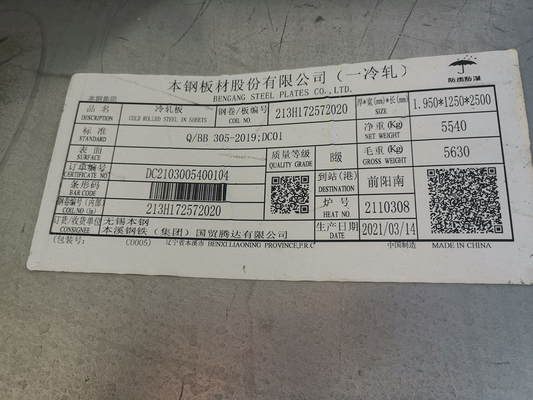 本钢板材股份有限公司（一冷轧）
BENGANG STEEL PLATES CO.,LTD.
本钢集团
防雨防湿
品名 DESCRIPTION 冷轧板 COLD ROLLED STEEL IN SHEETS 钢卷/板编号 COIL NO. 213H172572020 厚*宽(mm)*长(mm) SIZE 1.950*1250*2500
标准 STANDARD Q/BB 305-2019;DC01 净重(Kg) NET WEIGHT 5540
表面 SURFACE 质量等级 QUALITY GRADE B级 毛重(Kg) GROSS WEIGHT 5630
订单编号 CERTIFICATE NO DC2103005400104 到站(港) DESTINATION 前阳南
条形码 BAR CODE
钢卷编号(内部) COIL NO.(In) 213H172572020 炉号 HEAT NO. 2110308
订货/收货单位 CONSIGNEE 无锡本钢
本溪钢铁（集团）国贸腾达有限公司 生产日期 2021/03/14
(包装号: C0005) 辽宁省本溪市 BENXI LIAONING PROVINCE,P.R.C 中国制造 MADE IN CHINA